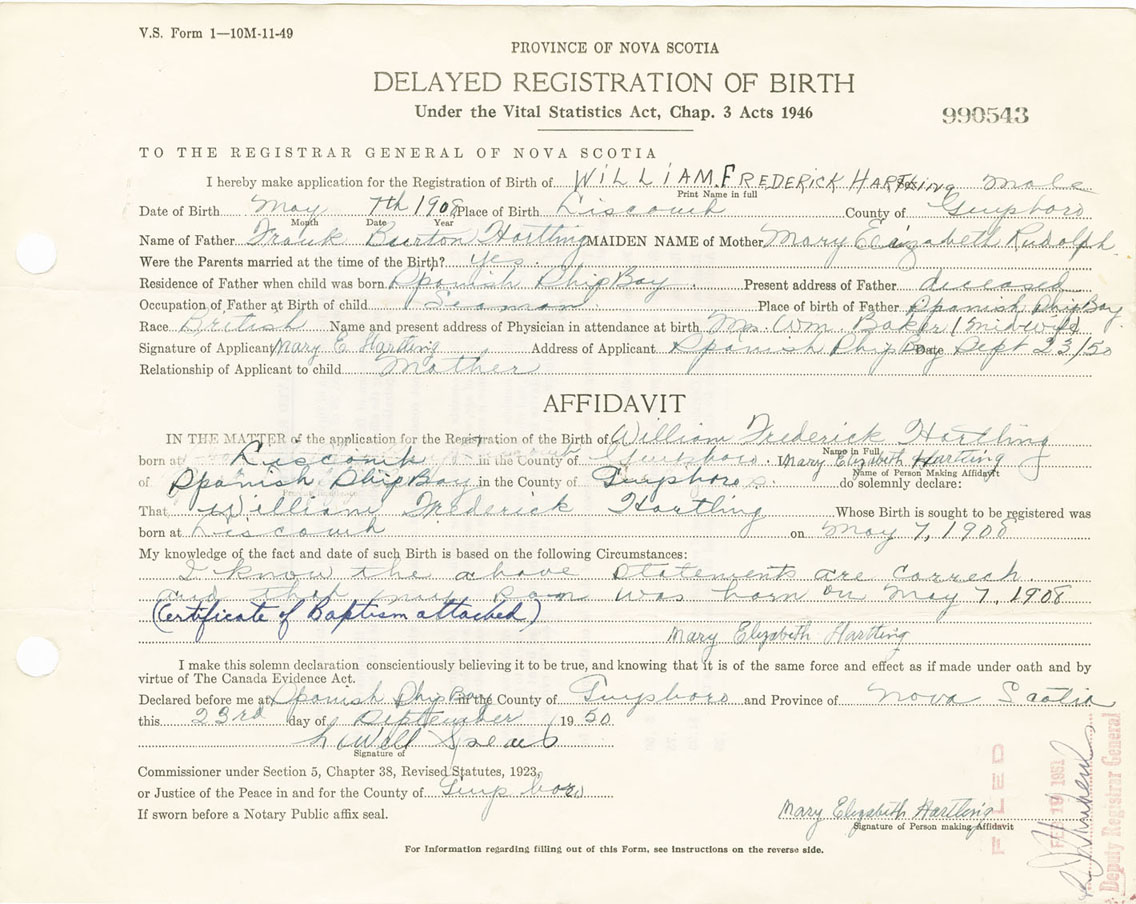 V.S. Form 1—10M-11-49
PROVINCE OF NOVA SCOTIA
DELAYED REGISTRATION OF BIRTH
Under the Vital Statistics Act, Chap. 3 Acts 1946
990543
TO THE REGISTRAR GENERAL OF NOVA SCOTIA
I hereby make application for the Registration of Birth of WILLIAM FREDERICK HARTLING Male
Print Name in full
Date of Birth May 7th 1908 Place of Birth Liscomb County of Guysboro
Month Date Year
Name of Father Frank Burton Hartling MAIDEN NAME of Mother Mary Elizabeth Rudolph
Were the Parents married at the time of the Birth? yes.
Residence of Father when child was born Spanish Ship Bay. Present address of Father deceased
Occupation of Father at Birth of child Seaman. Place of birth of Father Spanish Ship Bay
Race British Name and present address of Physician in attendance at birth Mrs. Wm Baker (midwife)
Signature of Applicant Mary E. Hartling Address of Applicant Spanish Ship Bay Date Sept 23/50
Relationship of Applicant to child Mother
AFFIDAVIT
IN THE MATTER of the application for the Registration of the Birth of William Frederick Hartling
Name in Full
born at Liscomb in the County of Guysboro. I Mary Elizabeth Hartling
Name of Person Making Affidavit
of Spanish Ship Bay in the County of Guysboro. do solemnly declare:
That William Frederick Hartling Whose Birth is sought to be registered was
born at Liscomb on May 7, 1908
My knowledge of the fact and date of such Birth is based on the following Circumstances:
I know the above statements are correct.
and that my son was born on May 7, 1908
(Certificate of Baptism attached)
Mary Elizabeth Hartling
I make this solemn declaration conscientiously believing it to be true, and knowing that it is of the same force and effect as if made under oath and by
virtue of The Canada Evidence Act.
Declared before me at Spanish Ship Bay in the County of Guysboro and Province of Nova Scotia
this 23rd day of September 1950
Signature of
Commissioner under Section 5, Chapter 38, Revised Statutes, 1923,
or Justice of the Peace in and for the County of Guysboro
If sworn before a Notary Public affix seal.
Mary Elizabeth Hartling
Signature of Person making Affidavit
For Information regarding filling out of this Form, see instructions on the reverse side.
FILED
FEB 19 1951
Deputy Registrar General